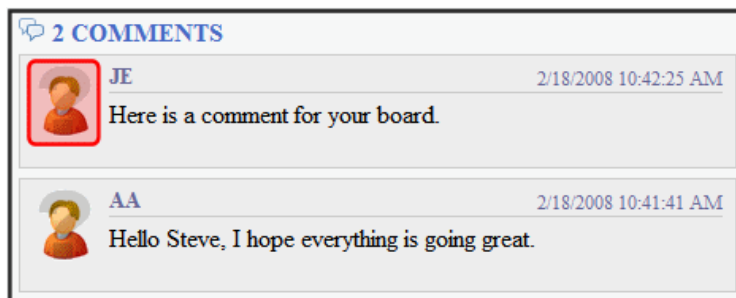 2 COMMENTS
JE 2/18/2008 10:42:25 AM
Here is a comment for your board.
AA 2/18/2008 10:41:41 AM
Hello Steve, I hope everything is going great.